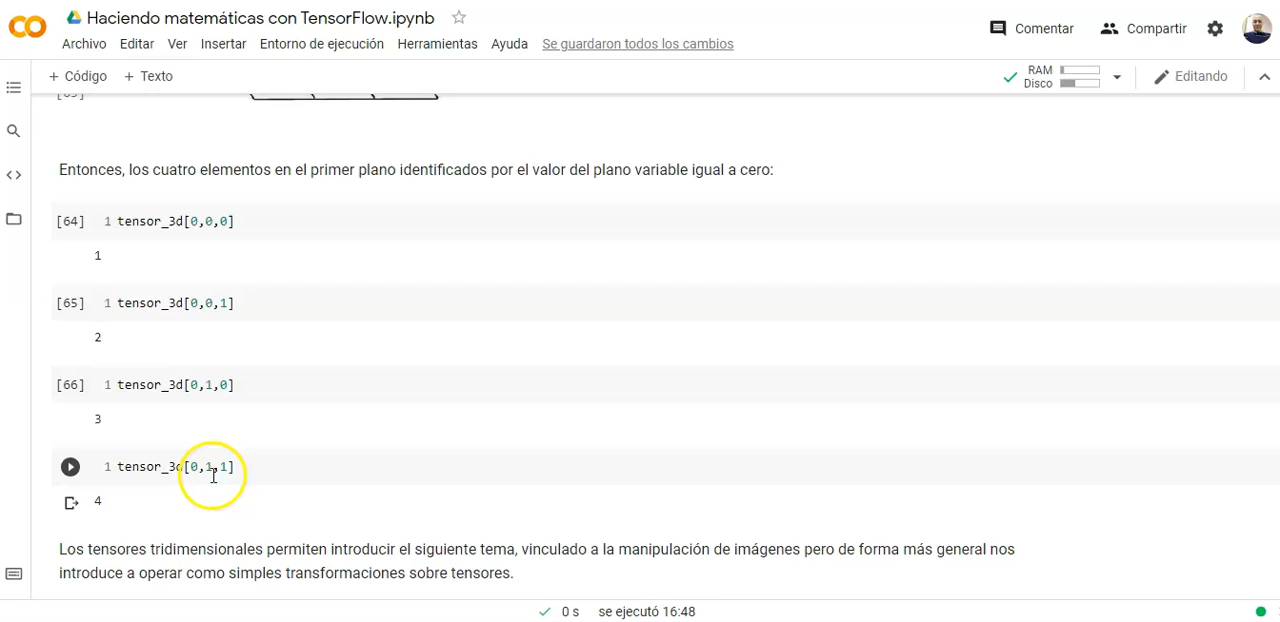 Haciendo matemáticas con TensorFlow.ipynb
Comentar
Compartir
Archivo Editar Ver Insertar Entorno de ejecución Herramientas Ayuda Se guardaron todos los cambios
+ Código + Texto
RAM
Disco
Editando
Entonces, los cuatro elementos en el primer plano identificados por el valor del plano variable igual a cero:
[64] 1 tensor_3d[0,0,0]
1
[65] 1 tensor_3d[0,0,1]
2
[66] 1 tensor_3d[0,1,0]
3
1 tensor_3d[0,1,1]
4
Los tensores tridimensionales permiten introducir el siguiente tema, vinculado a la manipulación de imágenes pero de forma más general nos
introduce a operar como simples transformaciones sobre tensores.
0 s se ejecutó 16:48